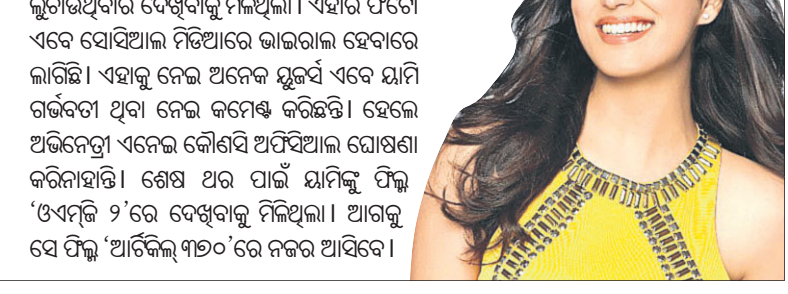 ଲୁଚାଉଥିବାର ଦେଖିବାକୁ ମିଳିଥିଲା। ଏହାର ଫଟୋ
ଏବେ ସୋସିଆଲ ମିଡିଆରେ ଭାଇରାଲ ହେବାରେ
ଲାଗିଛି। ଏହାକୁ ନେଇ ଅନେକ ୟୁଜର୍ସ ଏବେ ୟାମି
ଗର୍ଭବତୀ ଥିବା ନେଇ କମେଣ୍ଟ କରିଛନ୍ତି। ହେଲେ
ଅଭିନେତ୍ରୀ ଏନେଇ କୌଣସି ଅଫିସିଆଲ ଘୋଷଣା
କରିନାହାନ୍ତି। ଶେଷ ଥର ପାଇଁ ୟାମିଙ୍କୁ ଫିଲ୍ମ
‘ଓଏମ୍‌ଜି ୨’ରେ ଦେଖିବାକୁ ମିଳିଥିଲା। ଆଗକୁ
ସେ ଫିଲ୍ମ ‘ଆର୍ଟିକିଲ୍ ୩୭୦’ରେ ନଜର ଆସିବେ।